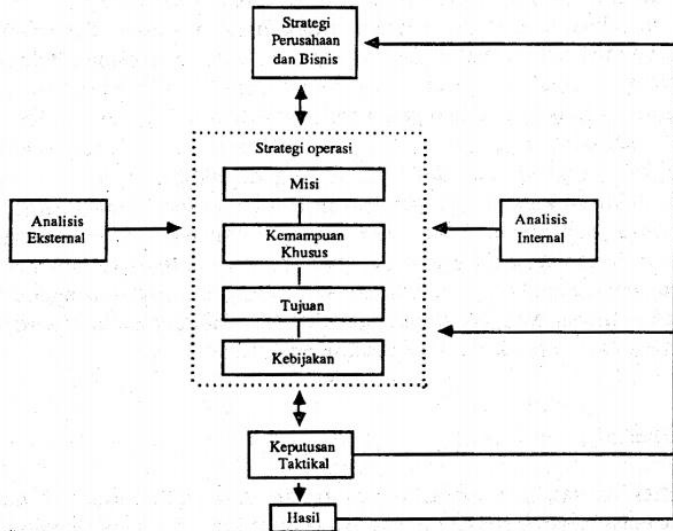 Strategi
Perusahaan
dan Bisnis
Strategi operasi
Misi
Analisis
Eksternal
Kemampuan
Khusus
Analisis
Internal
Tujuan
Kebijakan
Keputusan
Taktikal
Hasil